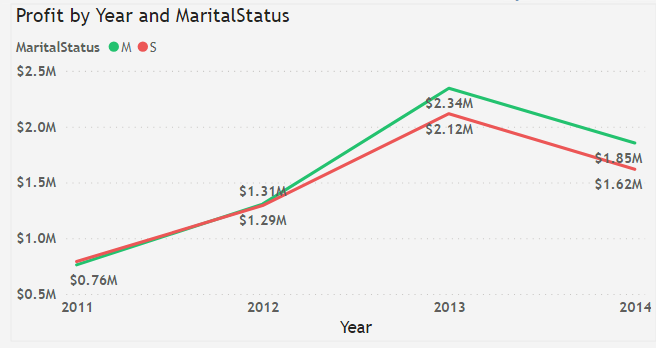 Profit by Year and MaritalStatus
MaritalStatus M S
$2.5M
$2.34M
$2.12M
$2.0M
$1.85M
$1.62M
$1.5M
$1.31M
$1.29M
$1.0M
$0.76M
$0.5M
2011 2012 2013 2014
Year